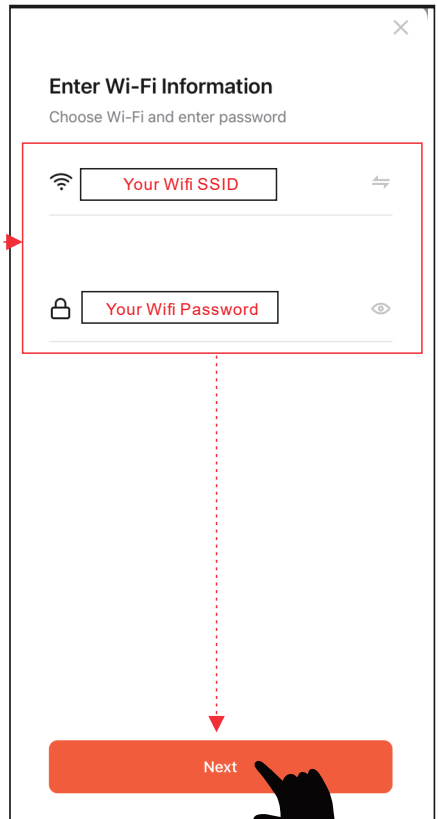 Enter Wi-Fi Information
Choose Wi-Fi and enter password
Your Wifi SSID
Your Wifi Password
Next